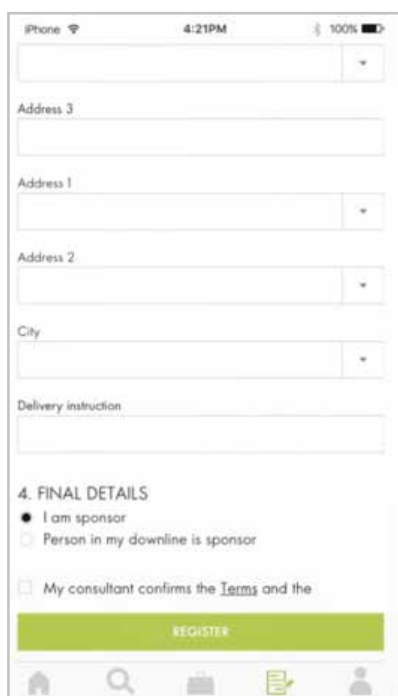 iPhone 4:21PM 100%
Address 3
Address 1
Address 2
City
Delivery instruction
4. FINAL DETAILS
I am sponsor
Person in my downline is sponsor
My consultant confirms the Terms and the
REGISTER